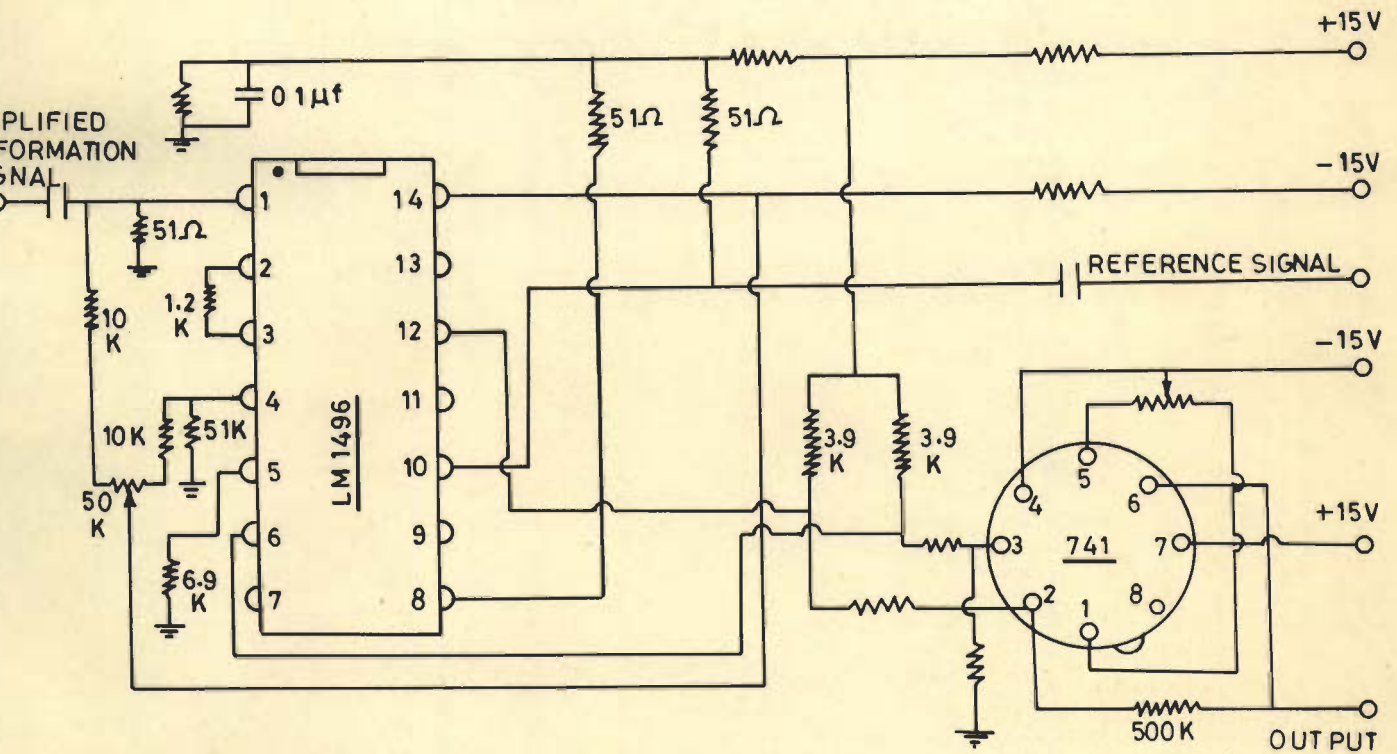 +15V
0 1µf
51Ω
51Ω
PLIFIED
FORMATION
GNAL
-15V
1
14
51Ω
2
13
REFERENCE SIGNAL
10
K
1.2
K
3
12
-15V
4
11
10K
51K
LM 1496
3.9
K
3.9
K
5
10
5
4
6
50
K
+15V
6
9
3
741
7
6.9
K
7
8
2
1
8
500K
OUTPUT